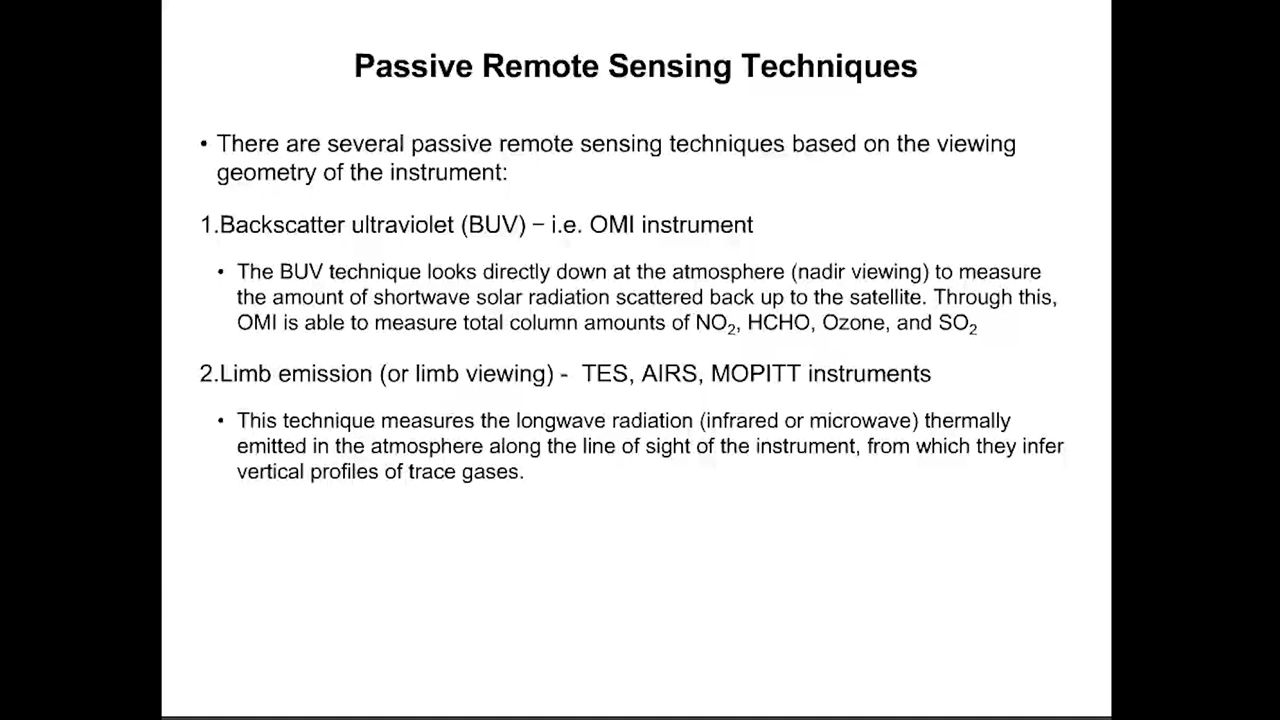 Passive Remote Sensing Techniques
• There are several passive remote sensing techniques based on the viewing
geometry of the instrument:
1.Backscatter ultraviolet (BUV) – i.e. OMI instrument
• The BUV technique looks directly down at the atmosphere (nadir viewing) to measure
the amount of shortwave solar radiation scattered back up to the satellite. Through this,
OMI is able to measure total column amounts of NO₂, HCHO, Ozone, and SO₂
2.Limb emission (or limb viewing) - TES, AIRS, MOPITT instruments
• This technique measures the longwave radiation (infrared or microwave) thermally
emitted in the atmosphere along the line of sight of the instrument, from which they infer
vertical profiles of trace gases.